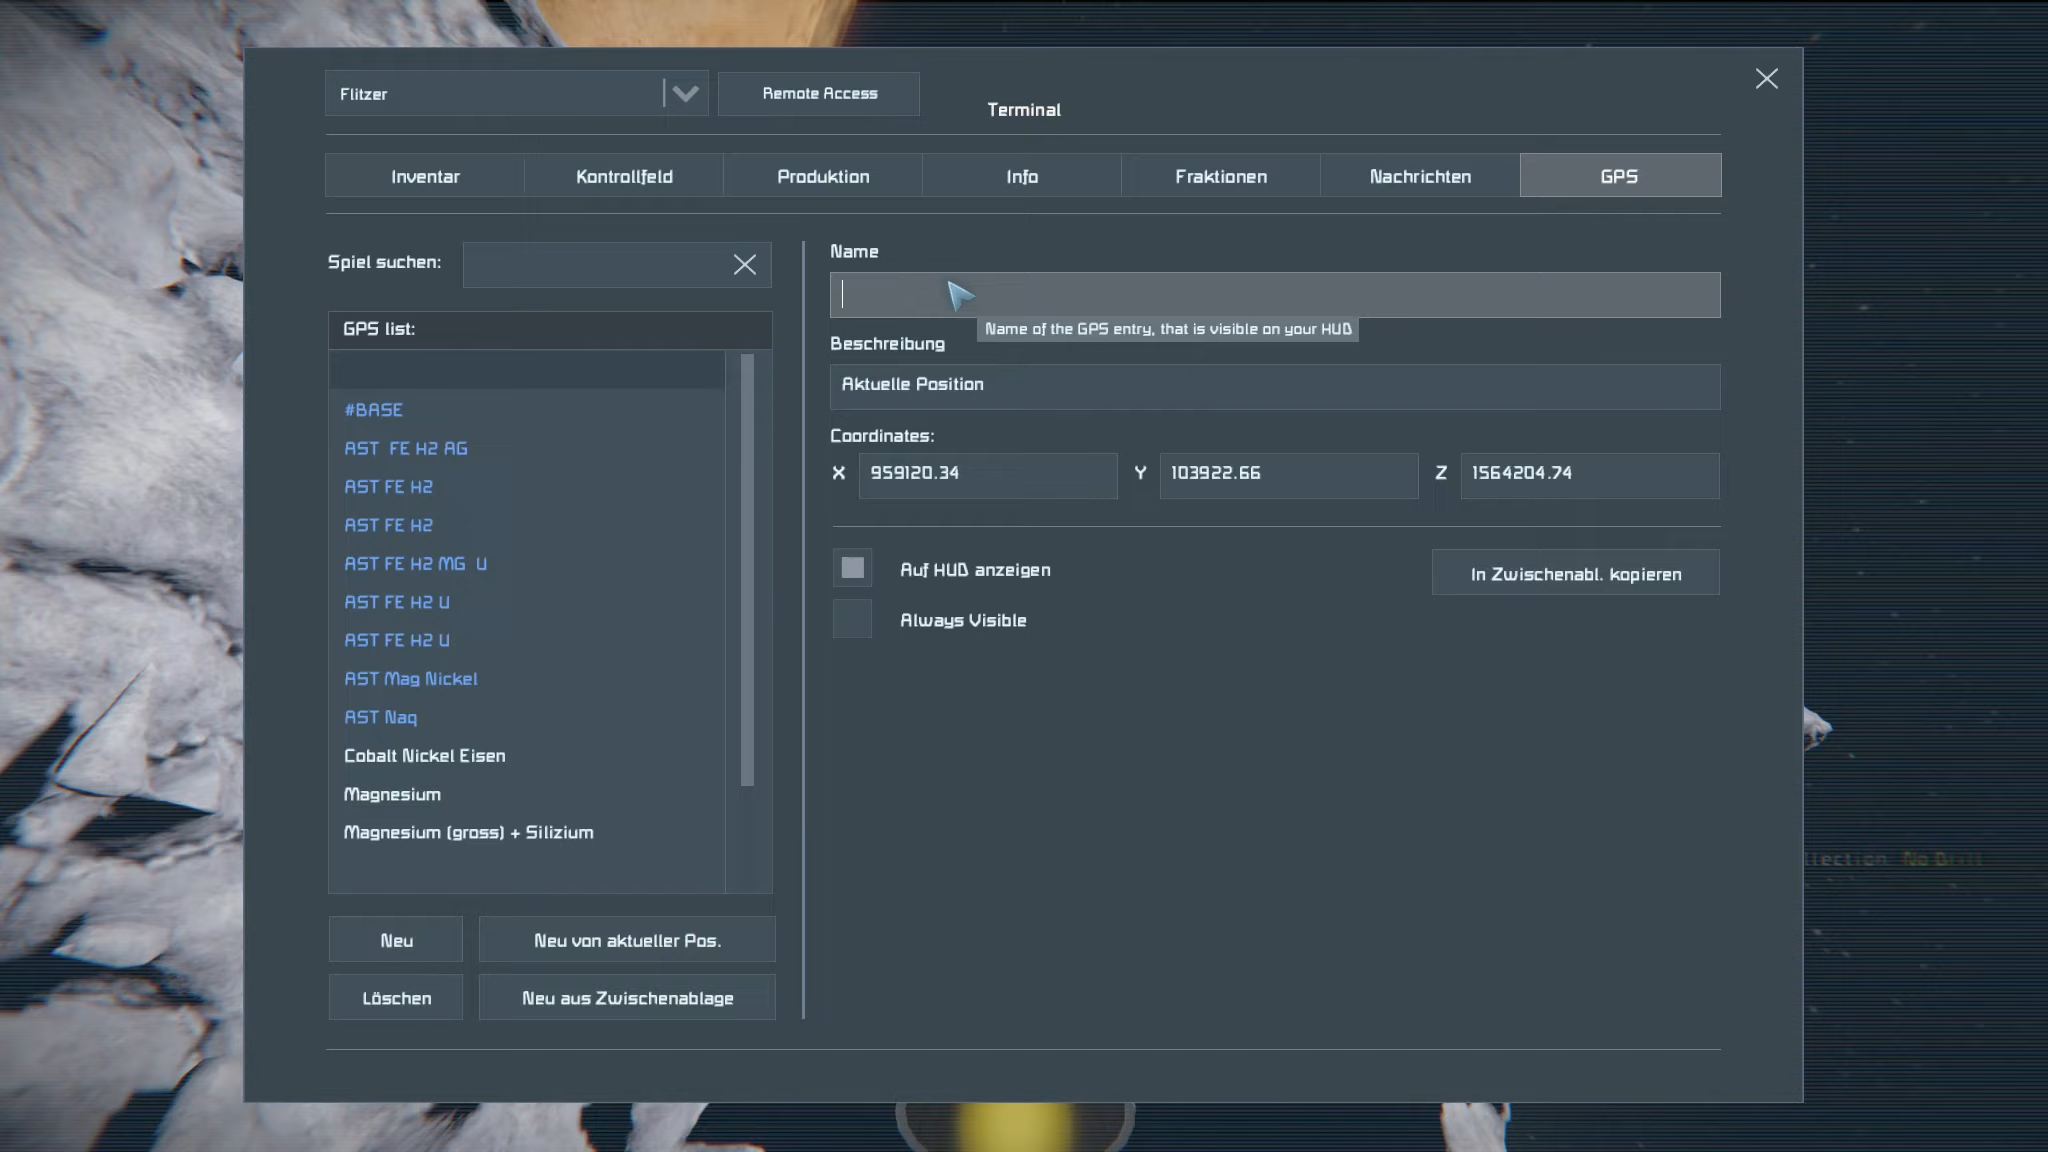 Flitzer
Remote Access
Terminal
Inventar
Kontrollfeld
Produktion
Info
Fraktionen
Nachrichten
GPS
Spiel suchen:
GPS list:
#BASE
AST  FE H2 AG
AST FE H2
AST FE H2
AST FE H2 MG  U
AST FE H2 U
AST FE H2 U
AST Mag Nickel
AST Naq
Cobalt Nickel Eisen
Magnesium
Magnesium (gross) + Silizium
Neu
Neu von aktueller Pos.
Löschen
Neu aus Zwischenablage
Name
Name of the GPS entry, that is visible on your HUD
Beschreibung
Aktuelle Position
Coordinates:
X 959120.34 Y 103922.66 Z 1564204.74
Auf HUD anzeigen
In Zwischenabl. kopieren
Always Visible
llection No Drill